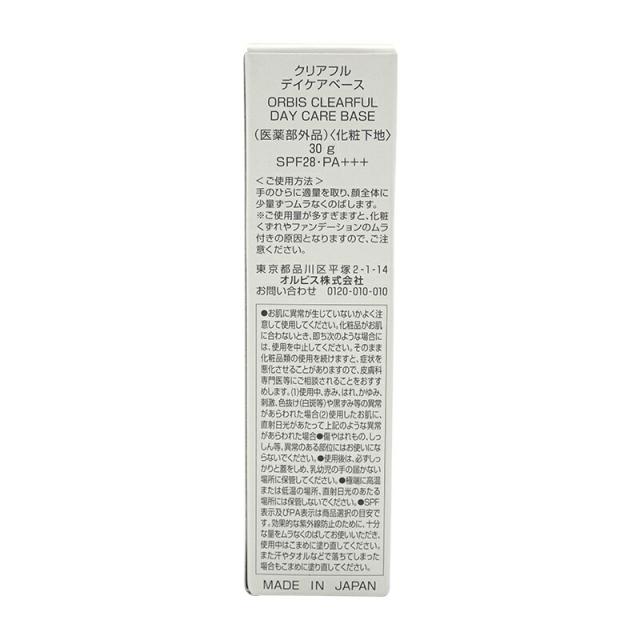 クリアフル
デイケアベース
ORBIS CLEARFUL
DAY CARE BASE
(医薬部外品)〈化粧下地〉
30 g
SPF28・PA+++
＜ご使用方法＞
手のひらに適量を取り、顔全体に
少量ずつムラなくのばします。
※ご使用量が多すぎますと、化粧
くずれやファンデーションのムラ
付きの原因となりますので、ご注
意ください。
東京都品川区平塚2-1-14
オルビス株式会社
お問い合わせ 0120-010-010
●お肌に異常が生じていないかよく注
意して使用してください。化粧品がお肌
に合わないとき、即ち次のような場合に
は、使用を中止してください。そのまま
化粧品類の使用を続けますと、症状を
悪化させることがありますので、皮膚科
専門医等にご相談されることをおすす
めします。(1)使用中、赤み、はれ、かゆみ、
刺激、色抜け(白斑等)や黒ずみ等の異常
があらわれた場合(2)使用したお肌に、
直射日光があたって上記のような異常
があらわれた場合●傷やはれもの、しっ
しん等、異常のある部位にはお使いにな
らないでください。●使用後は、必ずしっ
かりと蓋をしめ、乳幼児の手の届かない
場所に保管してください。●極端に高温
または低温の場所、直射日光のあたる
場所には保管しないでください。●SPF
表示及びPA表示は商品選択の目安です。
効果的な紫外線防止のために、十分
な量をムラなくのばしてお使いいただき、
使用中はこまめに塗り直してください。
また汗やタオルなどで落ちてしまった
場合もこまめに塗り直してください。
MADE IN JAPAN